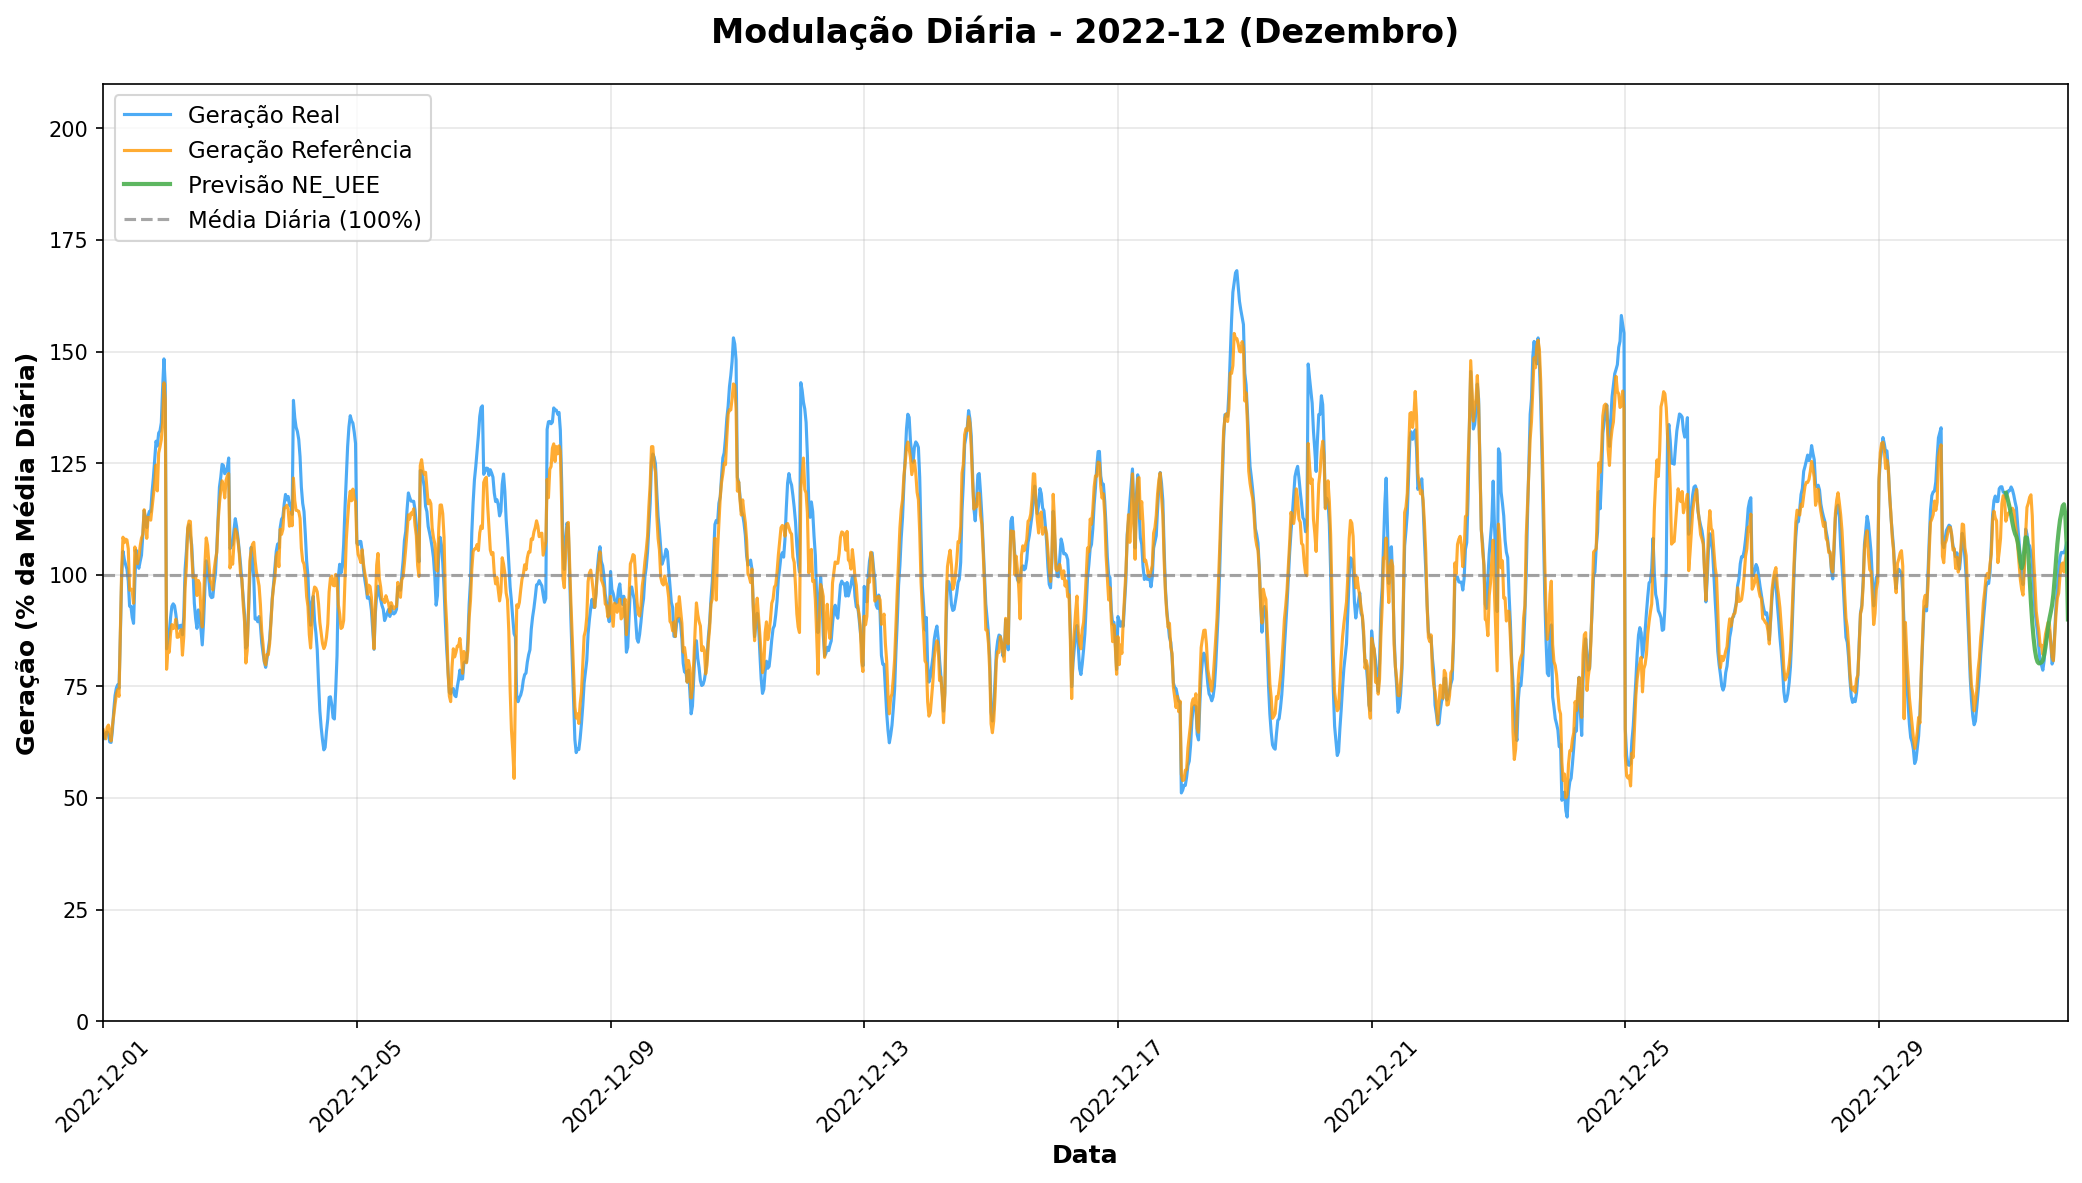 Modulação Diária - 2022-12 (Dezembro)
Geração Real
Geração Referência
Previsão NE_UEE
Média Diária (100%)
Geração (% da Média Diária)
200
175
150
125
100
75
50
25
0
2022-12-01
2022-12-05
2022-12-09
2022-12-13
2022-12-17
2022-12-21
2022-12-25
2022-12-29
Data